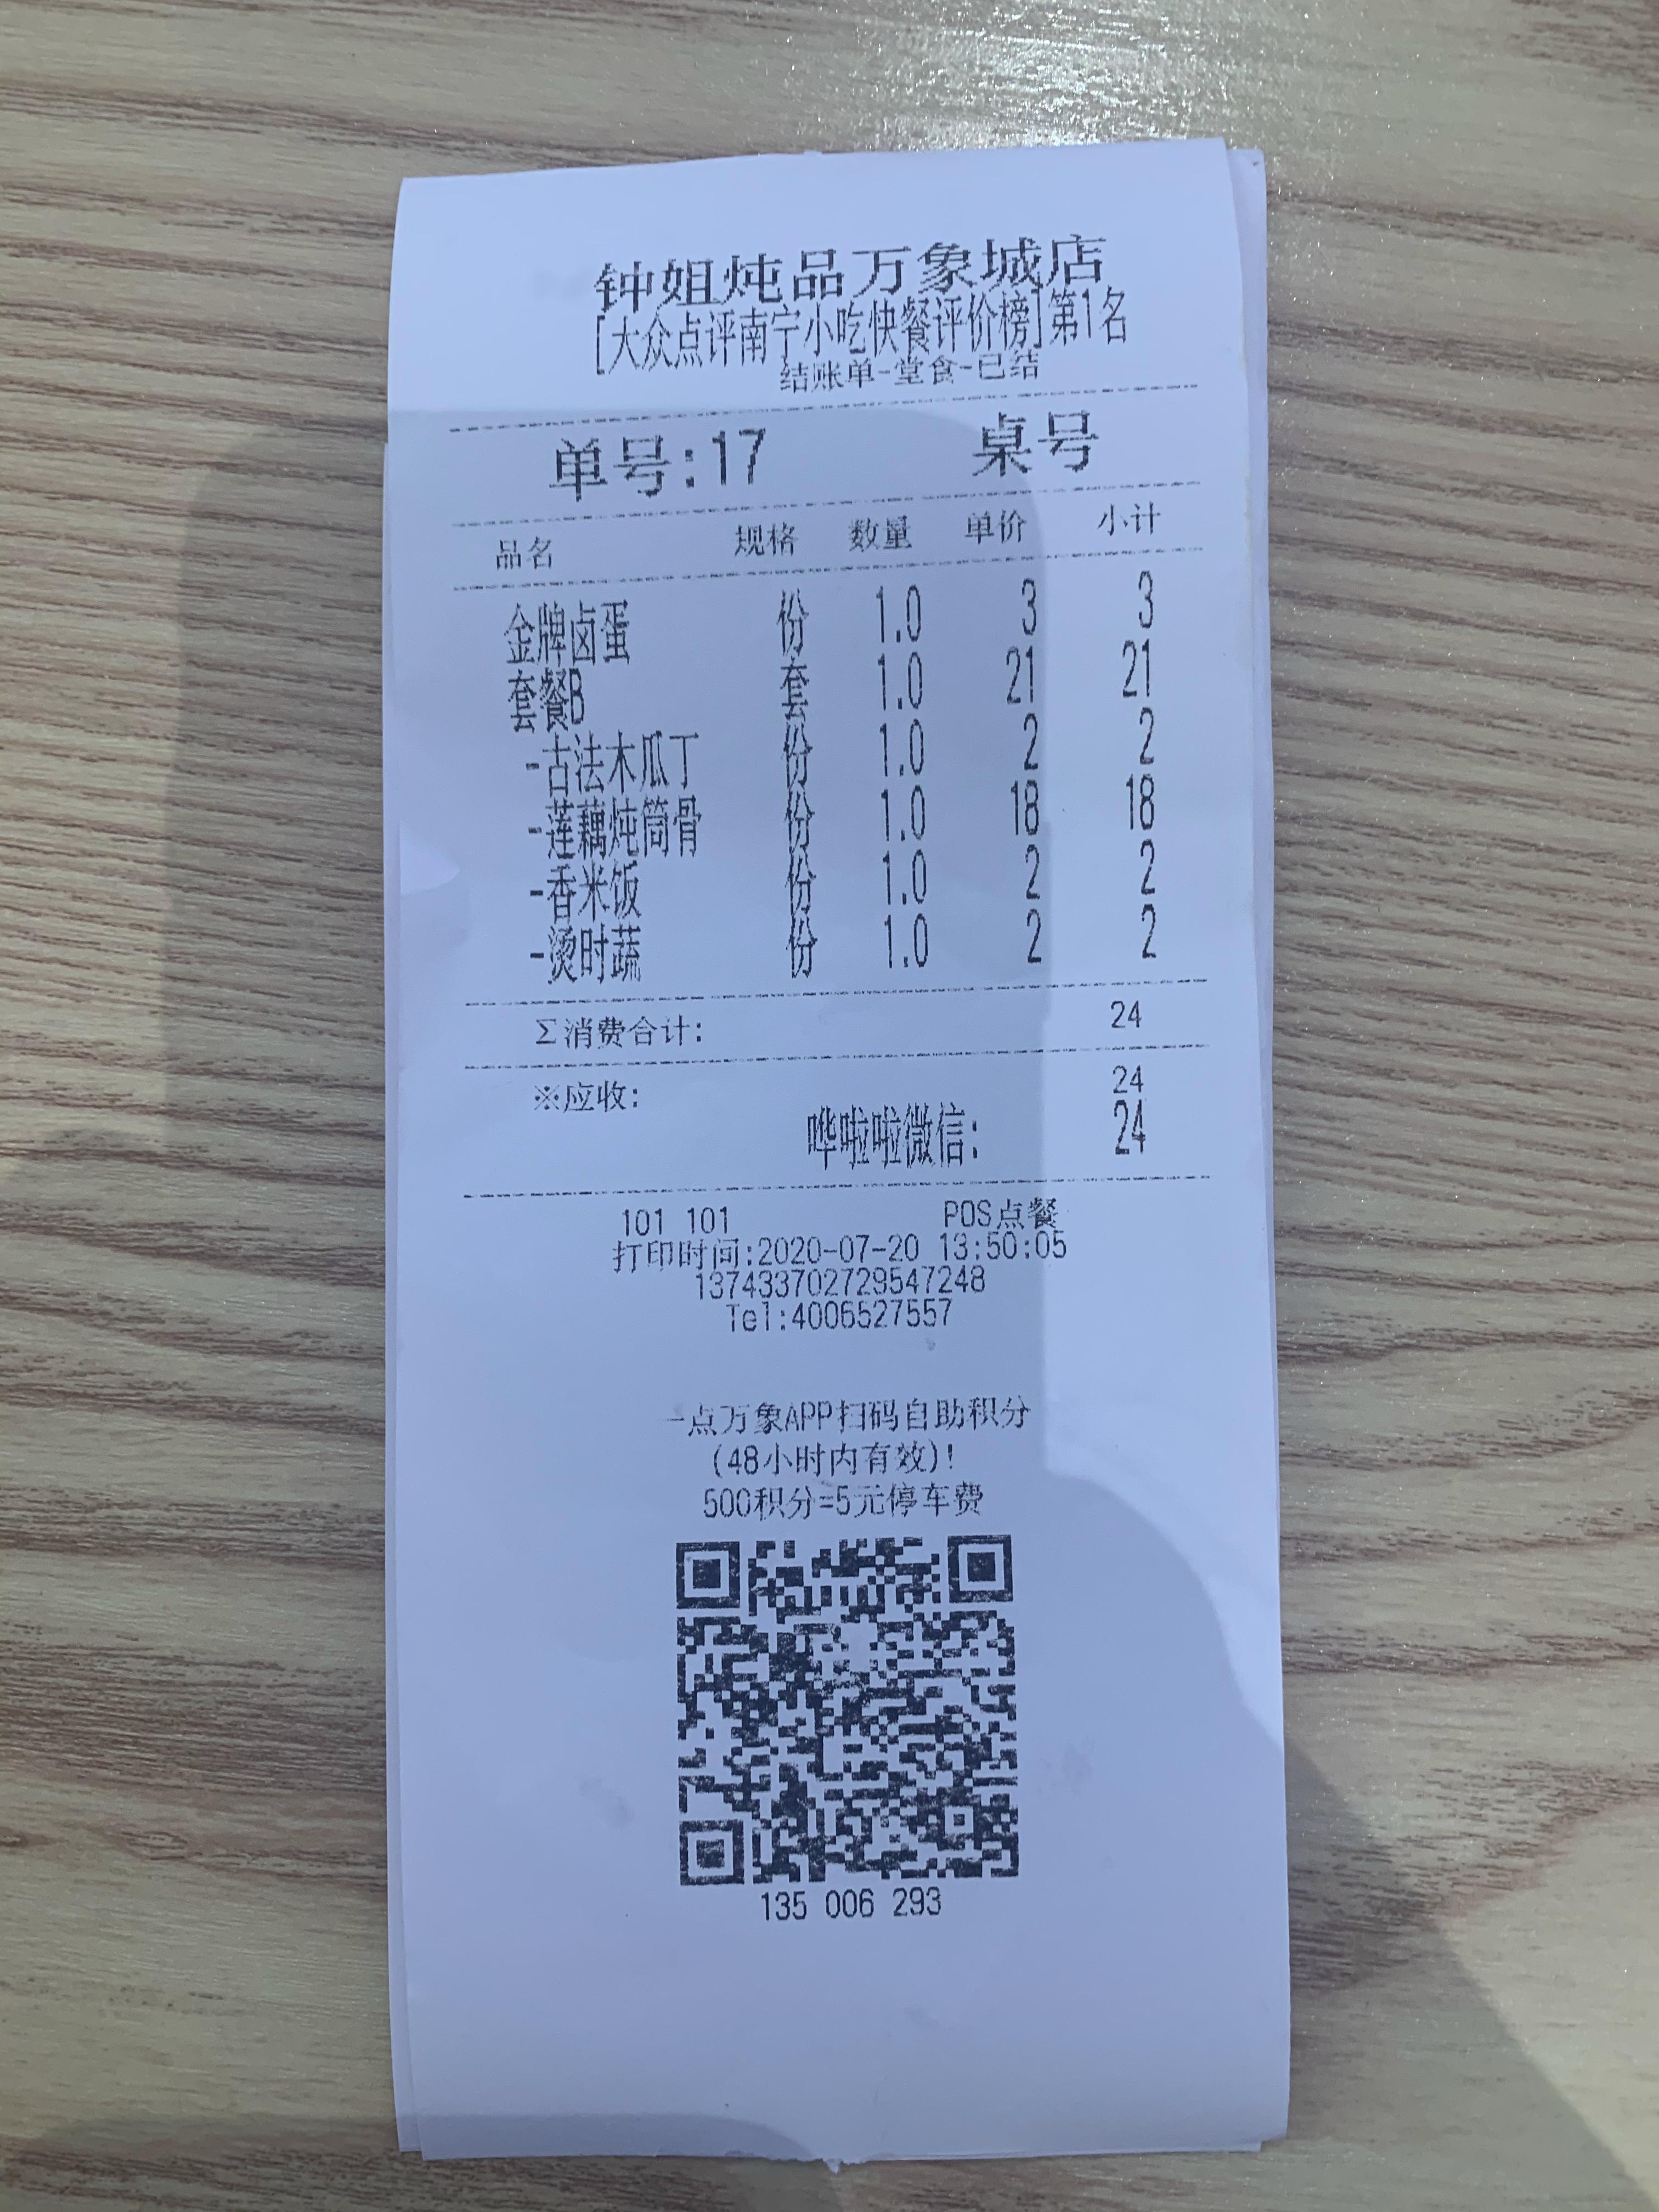 钟姐炖品万象城店
[大众点评南宁小吃快餐评价榜]第1名
结账单-堂食-已结
单号:17 桌号
品名 规格 数量 单价 小计
金牌卤蛋 份 1.0 3 3
套餐B 套 1.0 21 21
-古法木瓜丁 份 1.0 2 2
-莲藕炖筒骨 份 1.0 18 18
-香米饭 份 1.0 2 2
-烫时蔬 份 1.0 2 2
Σ消费合计: 24
※应收: 24
哗啦啦微信: 24
101 101 POS点餐
打印时间:2020-07-20 13:50:05
137433702729547248
Tel:4006527557
一点万象APP扫码自助积分
(48小时内有效)!
500积分=5元停车费
135 006 293